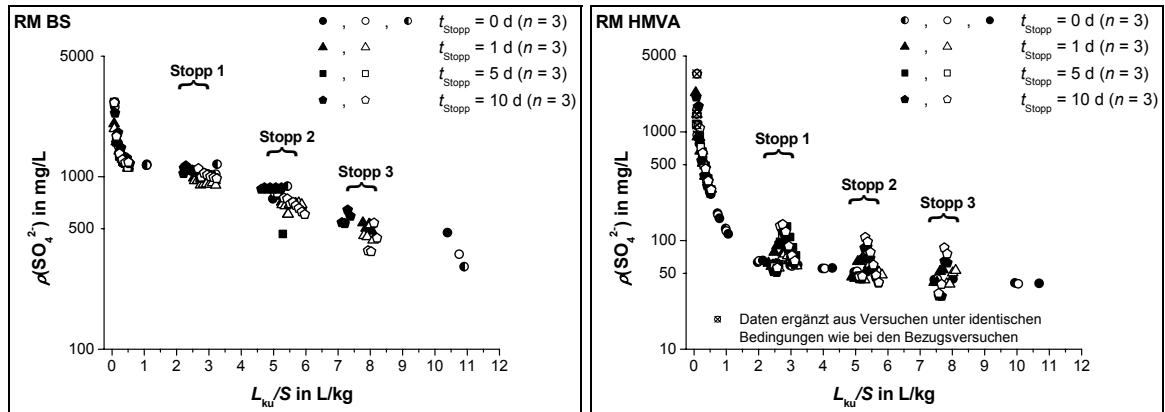 RM BS
, , t_Stopp = 0 d (n = 3)
, t_Stopp = 1 d (n = 3)
, t_Stopp = 5 d (n = 3)
, t_Stopp = 10 d (n = 3)
Stopp 1
Stopp 2
Stopp 3
5000
1000
500
100
ρ(SO₄²⁻) in mg/L
0 1 2 3 4 5 6 7 8 9 10 11 12
L_ku/S in L/kg
RM HMVA
, , t_Stopp = 0 d (n = 3)
, t_Stopp = 1 d (n = 3)
, t_Stopp = 5 d (n = 3)
, t_Stopp = 10 d (n = 3)
Stopp 1
Stopp 2
Stopp 3
5000
1000
500
100
50
10
ρ(SO₄²⁻) in mg/L
Daten ergänzt aus Versuchen unter identischen
Bedingungen wie bei den Bezugsversuchen
0 1 2 3 4 5 6 7 8 9 10 11 12
L_ku/S in L/kg